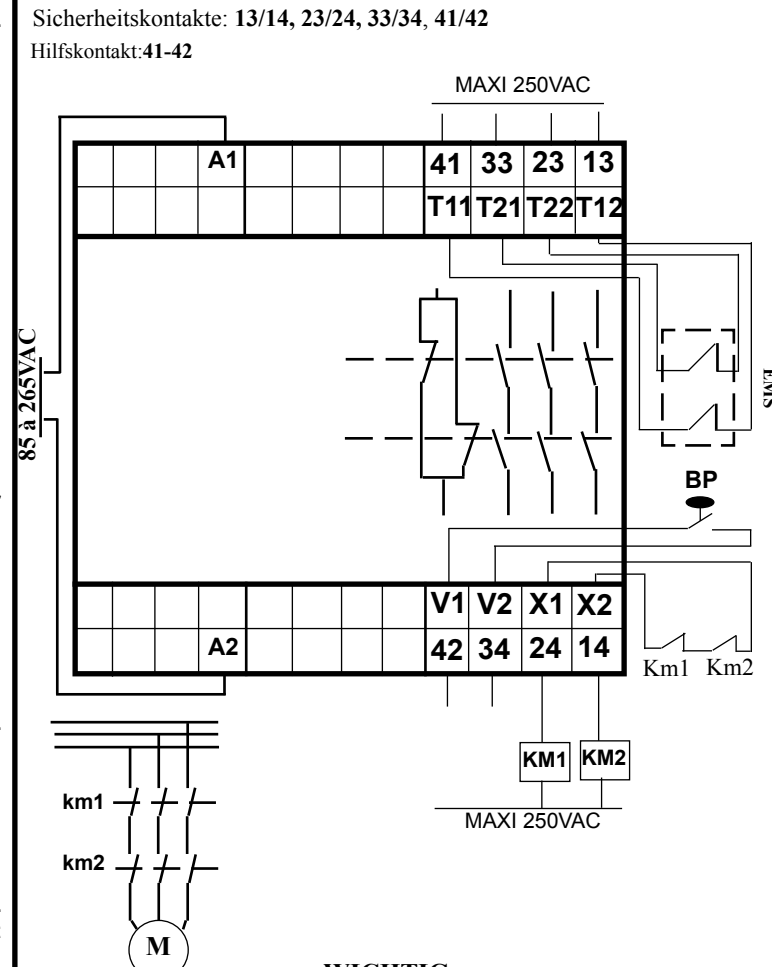 Sicherheitskontakte: 13/14, 23/24, 33/34, 41/42
Hilfskontakt:41-42
MAXI 250VAC
A1 41 33 23 13
T11 T21 T22 T12
85 à 265VAC
EMS
BP
V1 V2 X1 X2
A2 42 34 24 14
Km1 Km2
KM1 KM2
MAXI 250VAC
km1
km2
M
WICHTIG